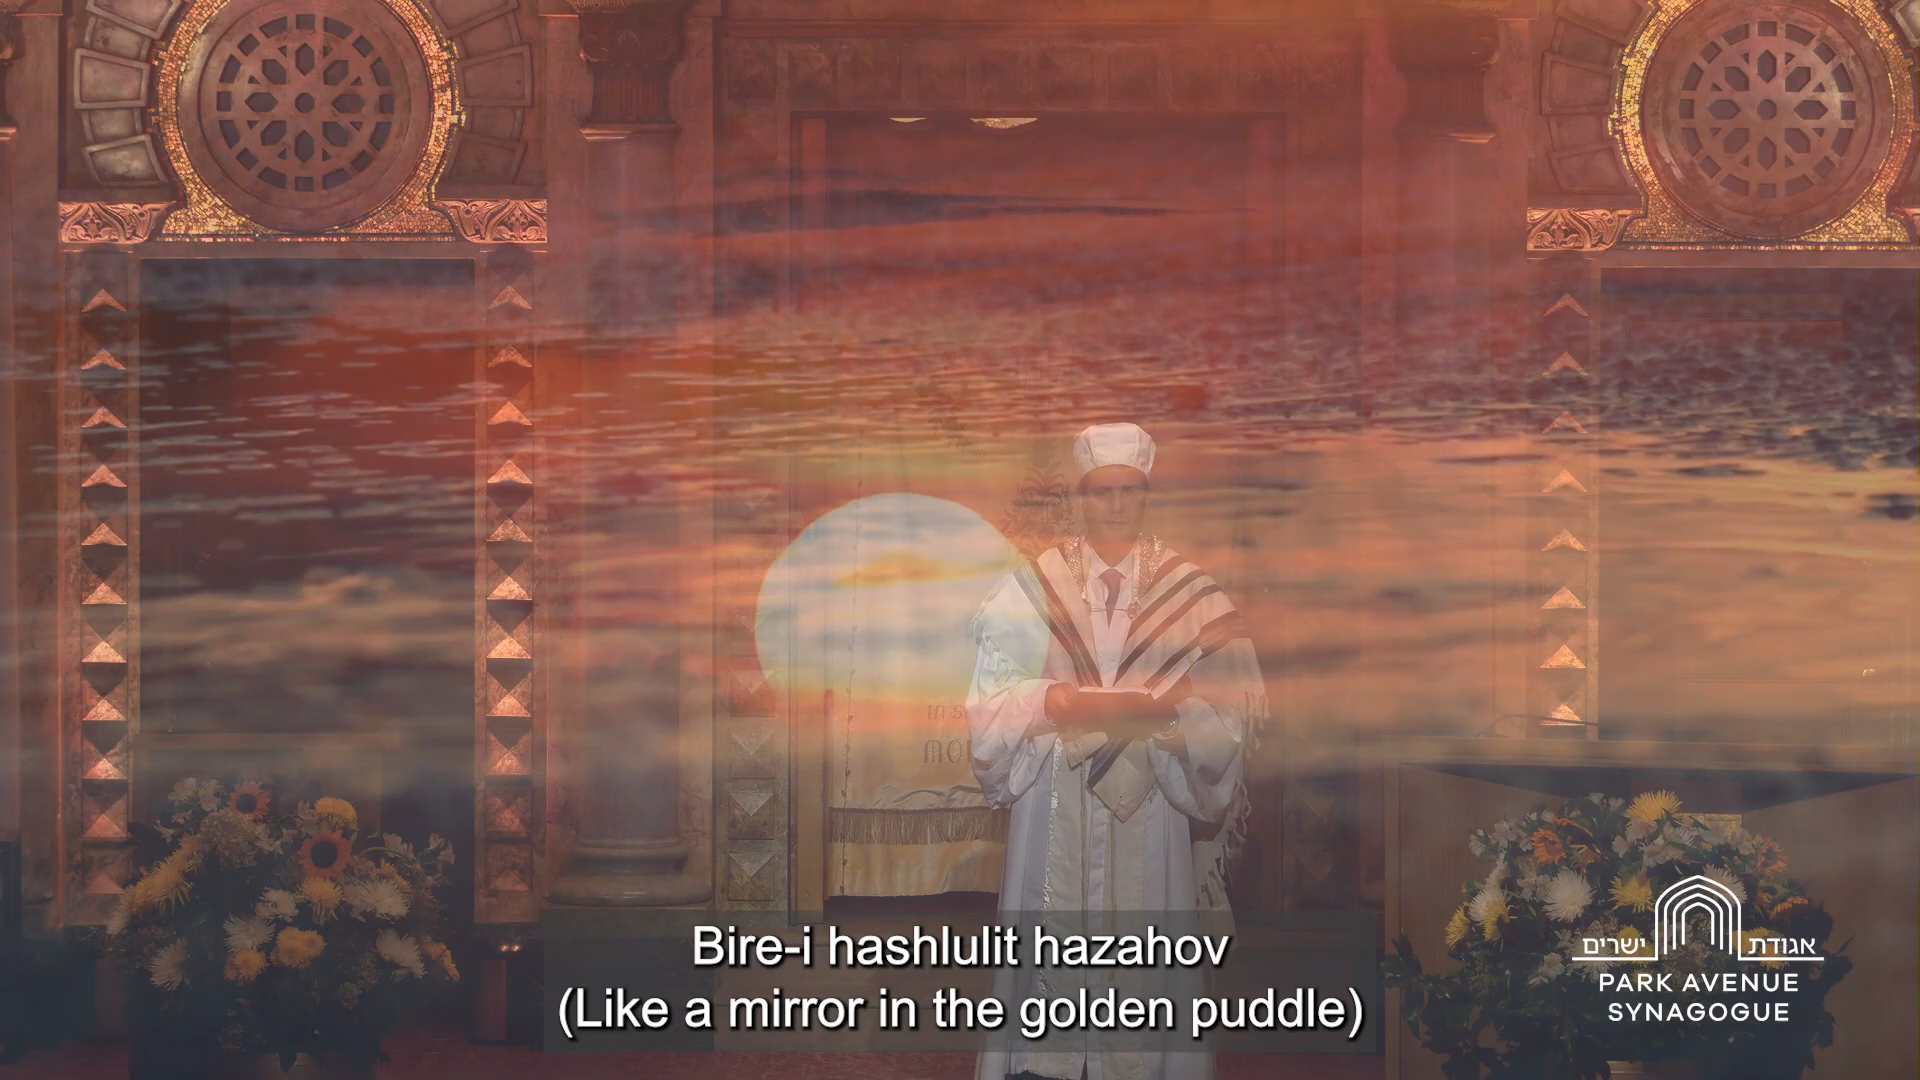 Bire-i hashlulit hazahov
(Like a mirror in the golden puddle)
אגודת ישרים
PARK AVENUE
SYNAGOGUE